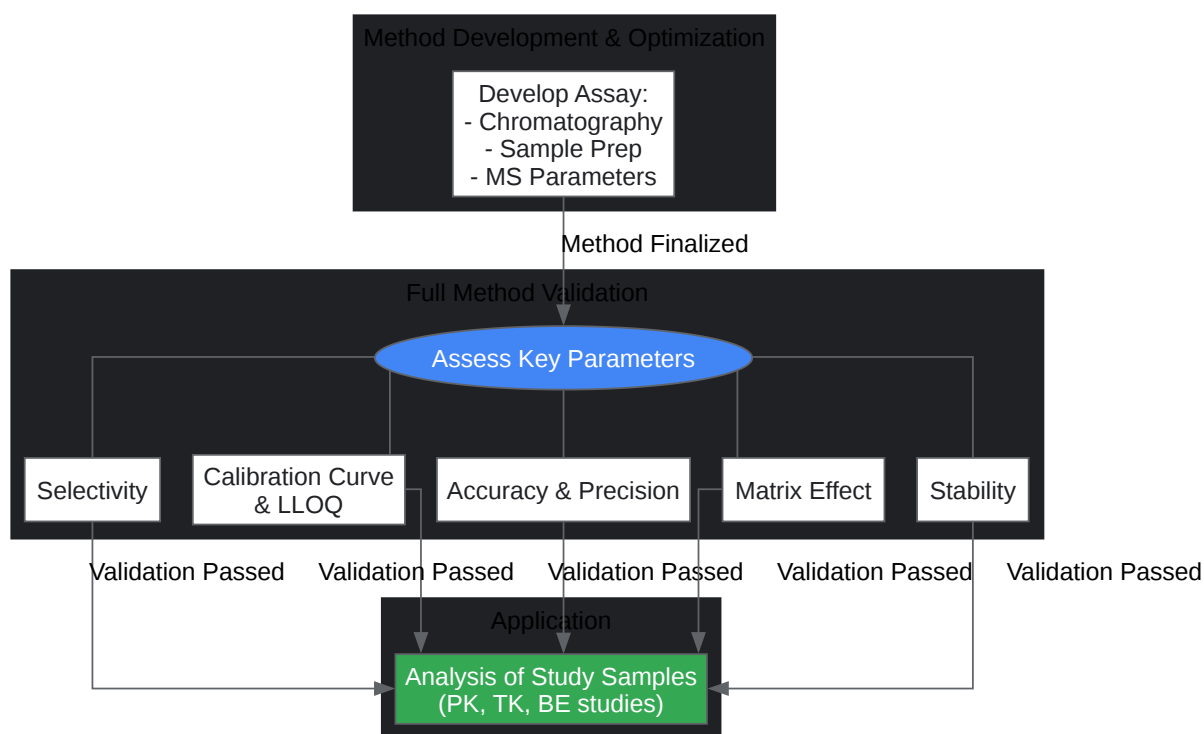 Method Development & Optimization
Develop Assay:
- Chromatography
- Sample Prep
- MS Parameters
Method Finalized
Full Method Validation
Assess Key Parameters
Selectivity
Calibration Curve
& LLOQ
Accuracy & Precision
Matrix Effect
Stability
Validation Passed
Validation Passed
Validation Passed
Validation Passed
Validation Passed
Application
Analysis of Study Samples
(PK, TK, BE studies)